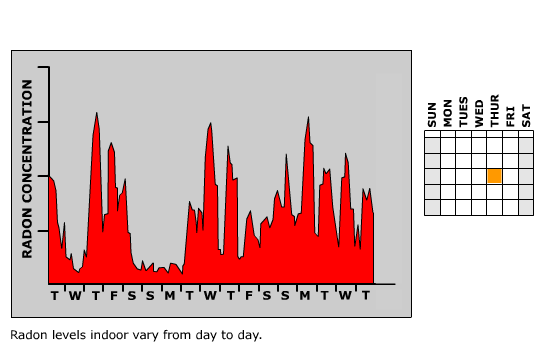 RADON CONCENTRATION
T W T F S S M T W T F S S M T W T
SUN MON TUES WED THUR FRI SAT
Radon levels indoor vary from day to day.